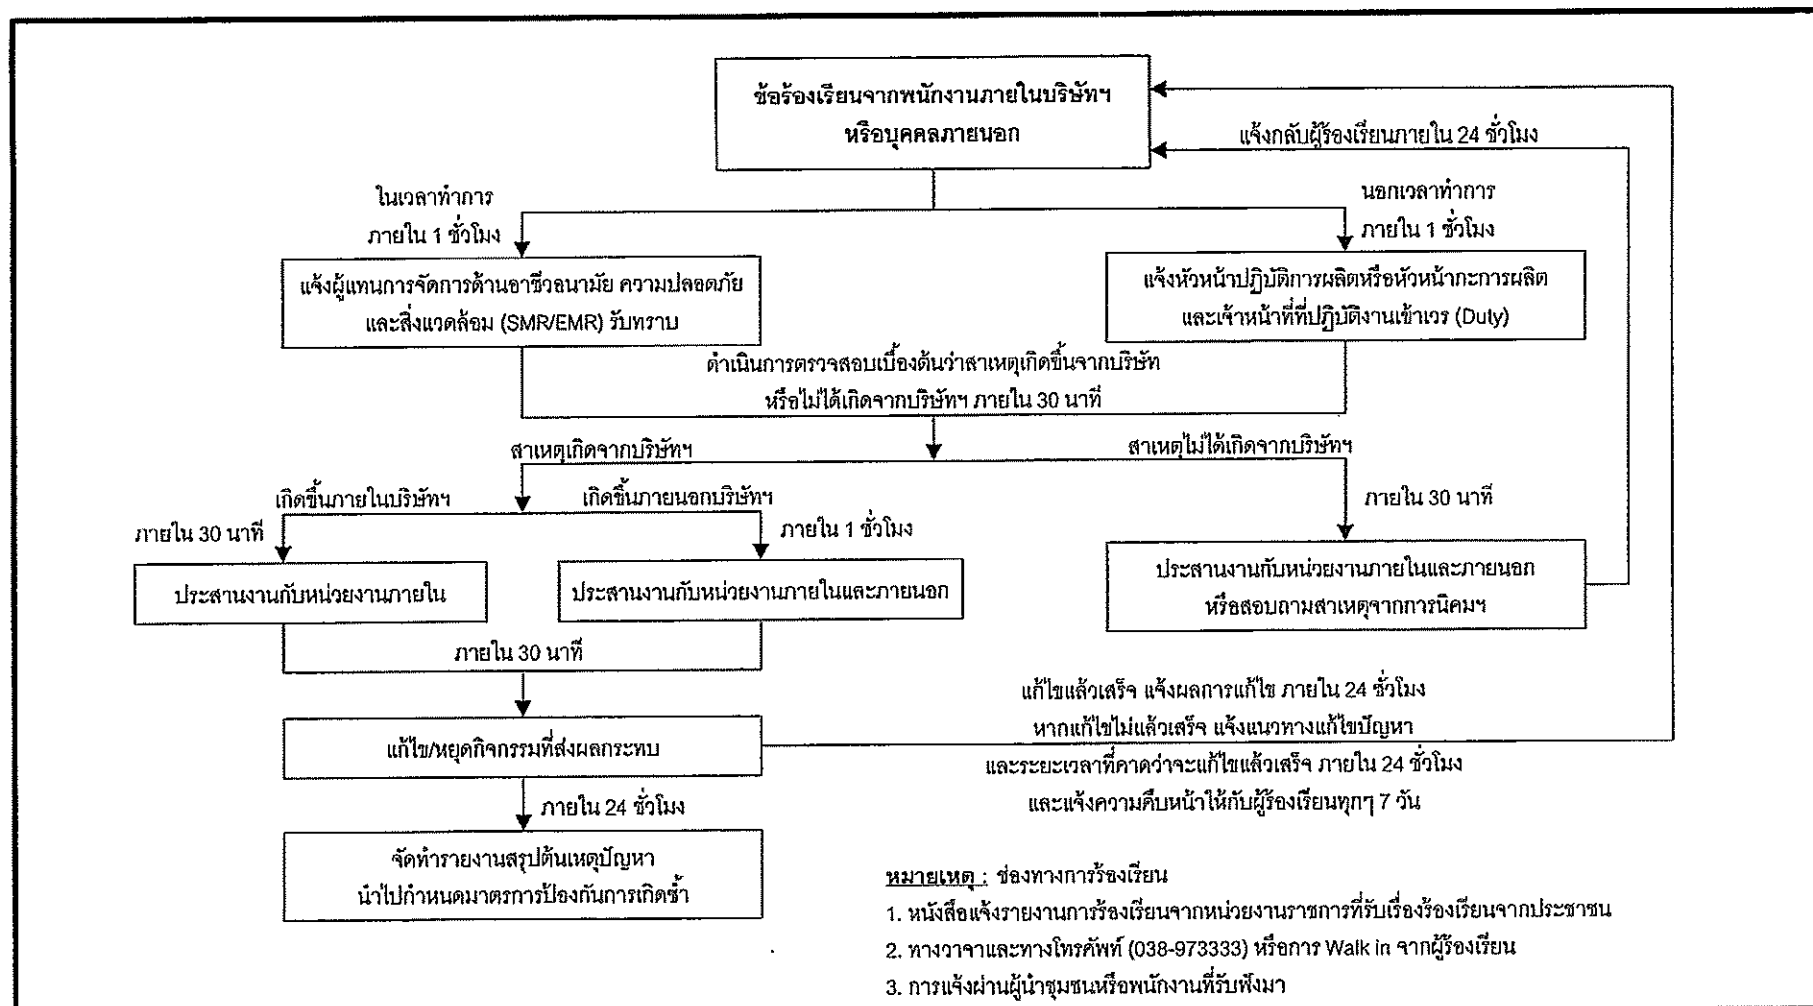 ข้อร้องเรียนจากพนักงานภายในบริษัทฯ
หรือบุคคลภายนอก
แจ้งกลับผู้ร้องเรียนภายใน 24 ชั่วโมง
ในเวลาทำการ
ภายใน 1 ชั่วโมง
นอกเวลาทำการ
ภายใน 1 ชั่วโมง
แจ้งผู้แทนการจัดการด้านอาชีวอนามัย ความปลอดภัย
และสิ่งแวดล้อม (SMR/EMR) รับทราบ
แจ้งหัวหน้าปฏิบัติการผลิตหรือหัวหน้ากะการผลิต
และเจ้าหน้าที่ที่ปฏิบัติงานเข้าเวร (Duty)
ดำเนินการตรวจสอบเบื้องต้นว่าสาเหตุเกิดขึ้นจากบริษัท
หรือไม่ได้เกิดจากบริษัทฯ ภายใน 30 นาที
สาเหตุเกิดจากบริษัทฯ
สาเหตุไม่ได้เกิดจากบริษัทฯ
เกิดขึ้นภายในบริษัทฯ
เกิดขึ้นภายนอกบริษัทฯ
ภายใน 30 นาที
ภายใน 1 ชั่วโมง
ภายใน 30 นาที
ประสานงานกับหน่วยงานภายใน
ประสานงานกับหน่วยงานภายในและภายนอก
ประสานงานกับหน่วยงานภายในและภายนอก
หรือสอบถามสาเหตุจากการนิคมฯ
ภายใน 30 นาที
แก้ไข/หยุดกิจกรรมที่ส่งผลกระทบ
แก้ไขแล้วเสร็จ แจ้งผลการแก้ไข ภายใน 24 ชั่วโมง
หากแก้ไขไม่แล้วเสร็จ แจ้งแนวทางแก้ไขปัญหา
และระยะเวลาที่คาดว่าจะแก้ไขแล้วเสร็จ ภายใน 24 ชั่วโมง
และแจ้งความคืบหน้าให้กับผู้ร้องเรียนทุกๆ 7 วัน
ภายใน 24 ชั่วโมง
จัดทำรายงานสรุปต้นเหตุปัญหา
นำไปกำหนดมาตรการป้องกันการเกิดซ้ำ
หมายเหตุ : ช่องทางการร้องเรียน
1. หนังสือแจ้งรายงานการร้องเรียนจากหน่วยงานราชการที่รับเรื่องร้องเรียนจากประชาชน
2. ทางวาจาและทางโทรศัพท์ (038-973333) หรือการ Walk in จากผู้ร้องเรียน
3. การแจ้งผ่านผู้นำชุมชนหรือพนักงานที่รับฟังมา